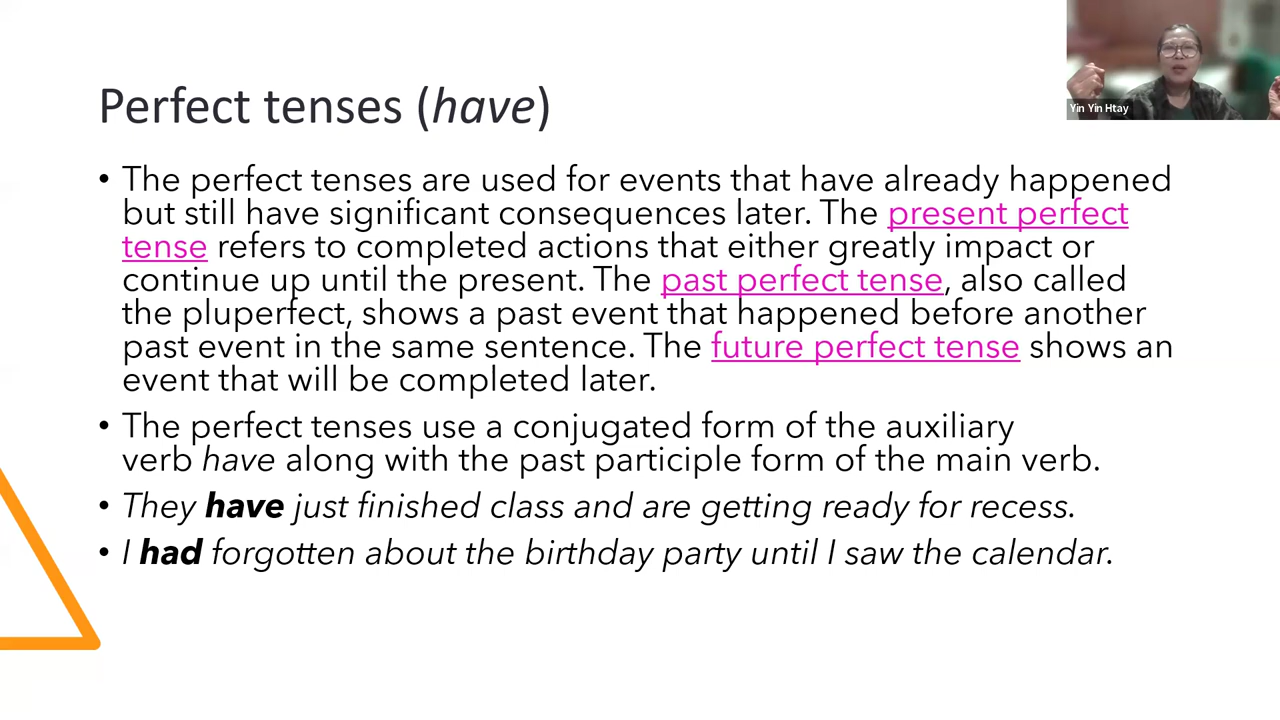 Perfect tenses (have)
Yin Yin Htay
• The perfect tenses are used for events that have already happened
but still have significant consequences later. The present perfect
tense refers to completed actions that either greatly impact or
continue up until the present. The past perfect tense, also called
the pluperfect, shows a past event that happened before another
past event in the same sentence. The future perfect tense shows an
event that will be completed later.
• The perfect tenses use a conjugated form of the auxiliary
verb have along with the past participle form of the main verb.
• They have just finished class and are getting ready for recess.
• I had forgotten about the birthday party until I saw the calendar.